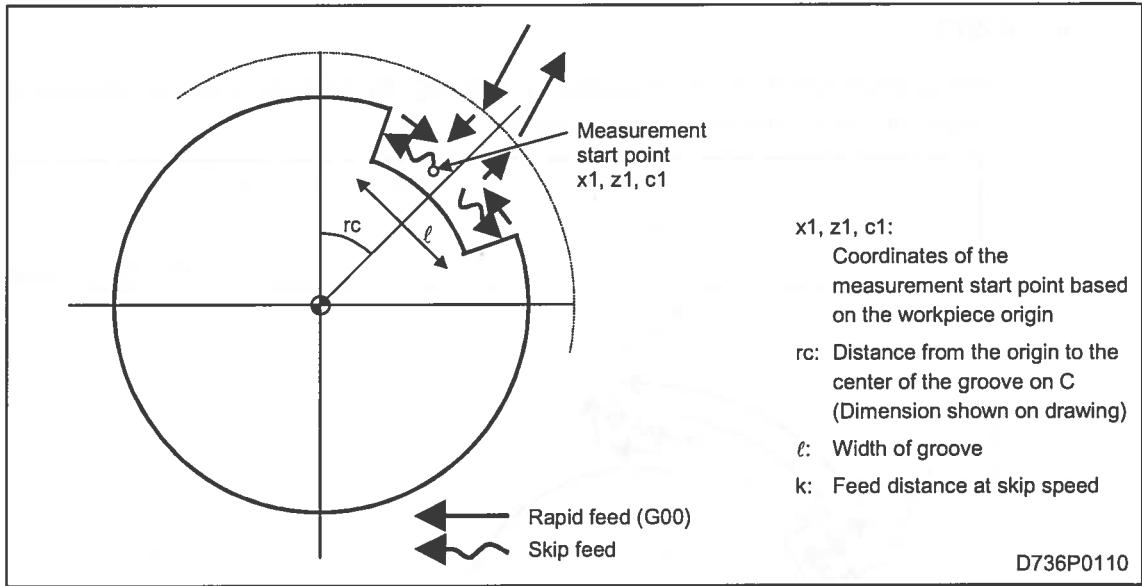 Measurement
start point
x1, z1, c1
rc
ℓ
x1, z1, c1:
Coordinates of the
measurement start point based
on the workpiece origin
rc: Distance from the origin to the
center of the groove on C
(Dimension shown on drawing)
ℓ: Width of groove
k: Feed distance at skip speed
Rapid feed (G00)
Skip feed
D736P0110